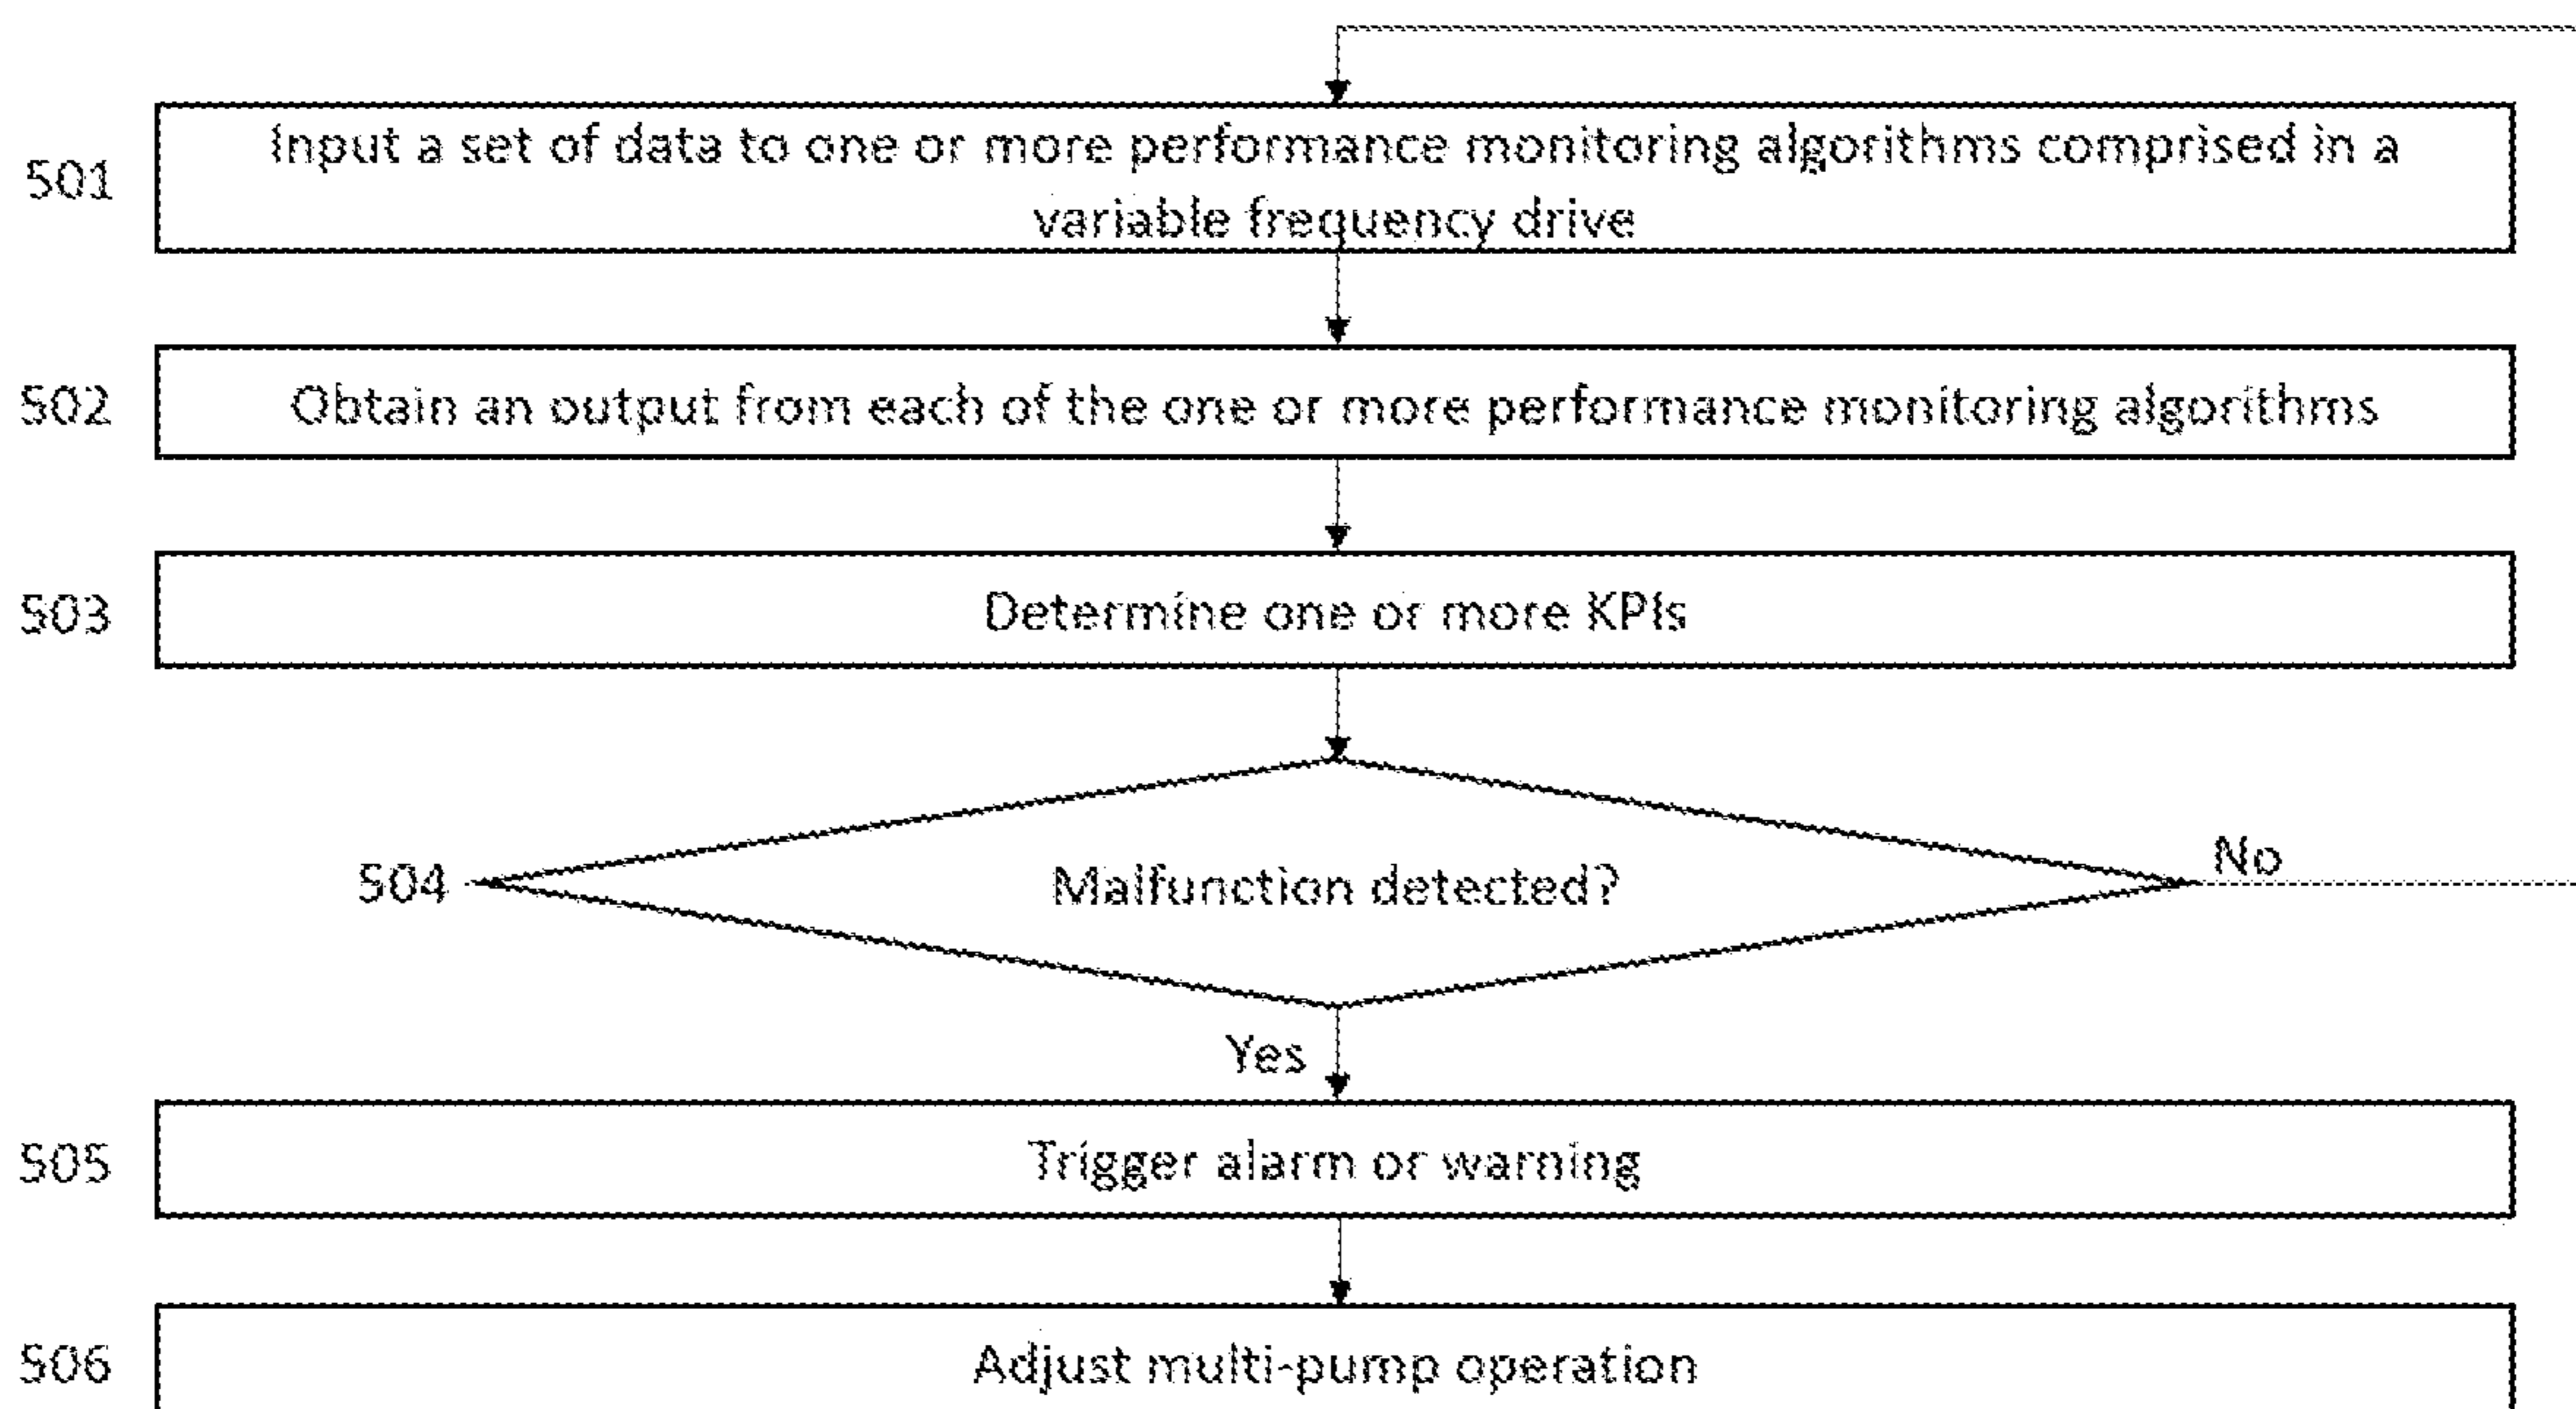 501
Input a set of data to one or more performance monitoring algorithms comprised in a
variable frequency drive
502
Obtain an output from each of the one or more performance monitoring algorithms
503
Determine one or more KPIs
504
Malfunction detected?
No
Yes
505
Trigger alarm or warning
506
Adjust multi-pump operation